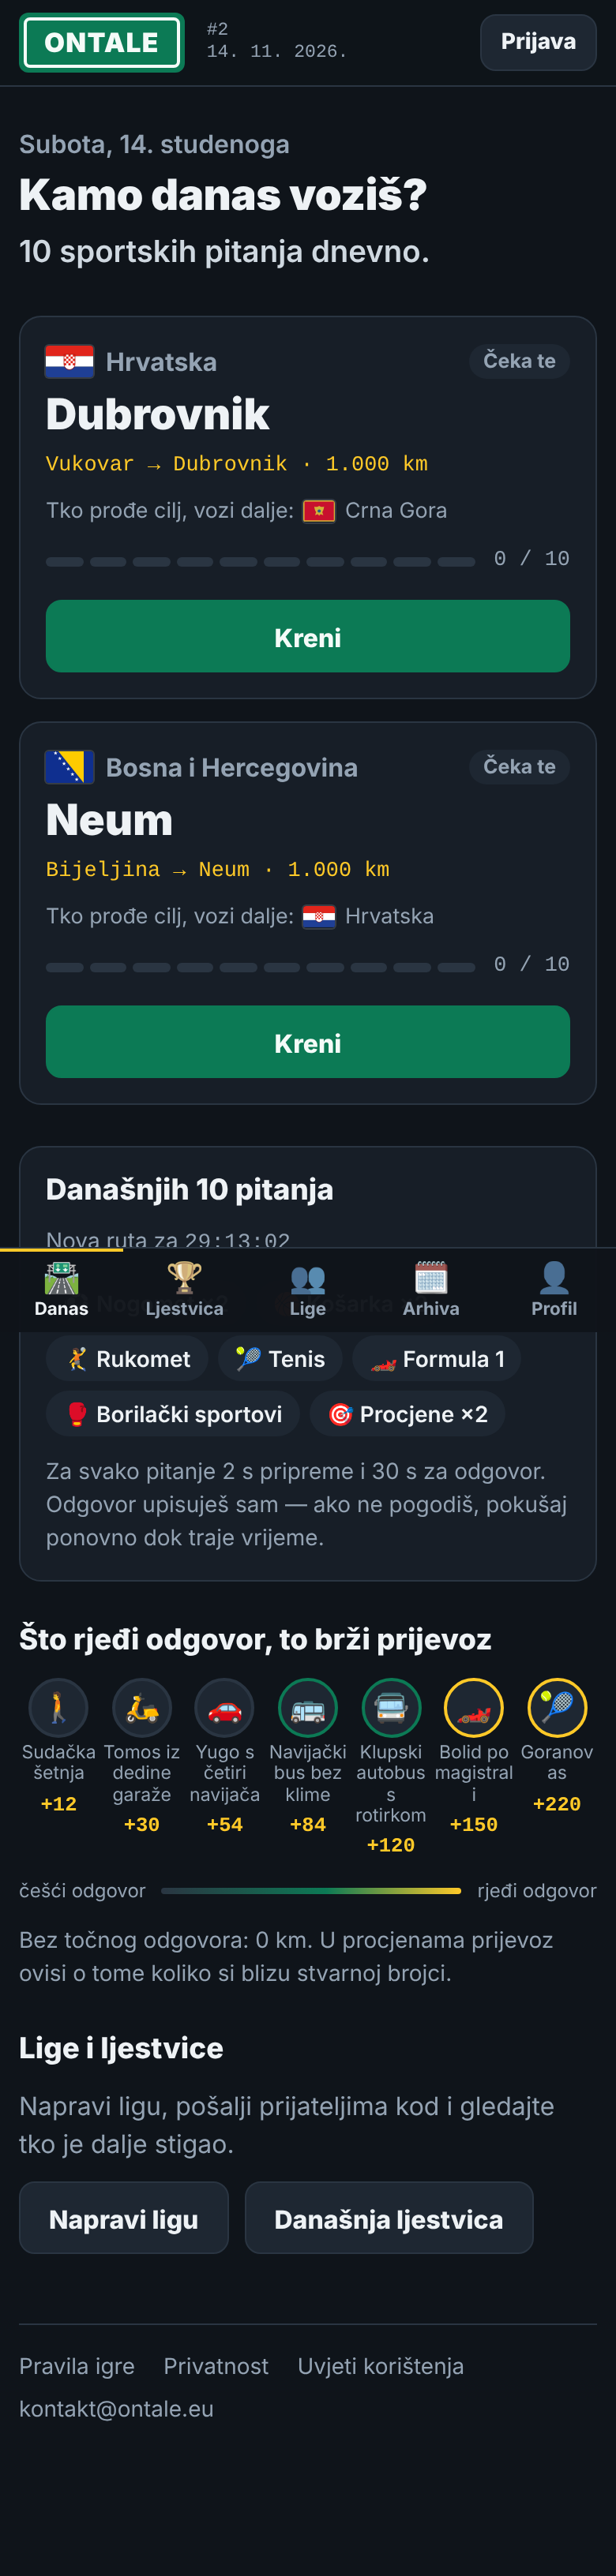 ONTALE
#2
14. 11. 2026.
Prijava
Subota, 14. studenoga
Kamo danas voziš?
10 sportskih pitanja dnevno.
Hrvatska
Čeka te
Dubrovnik
Vukovar → Dubrovnik · 1.000 km
Tko prođe cilj, vozi dalje: Crna Gora
0 / 10
Kreni
Bosna i Hercegovina
Čeka te
Neum
Bijeljina → Neum · 1.000 km
Tko prođe cilj, vozi dalje: Hrvatska
0 / 10
Kreni
Današnjih 10 pitanja
Nova ruta za 29:13:02
Danas
Ljestvica
Lige
Arhiva
Profil
Rukomet
Tenis
Formula 1
Borilački sportovi
Procjene ×2
Za svako pitanje 2 s pripreme i 30 s za odgovor.
Odgovor upisuješ sam — ako ne pogodiš, pokušaj
ponovno dok traje vrijeme.
Što rjeđi odgovor, to brži prijevoz
Sudačka
šetnja
+12
Tomos iz
dedine
garaže
+30
Yugo s
četiri
navijača
+54
Navijački
bus bez
klime
+84
Klupski
autobus
s
rotirkom
+120
Bolid po
magistral
i
+150
Goranov
as
+220
češći odgovor
rjeđi odgovor
Bez točnog odgovora: 0 km. U procjenama prijevoz
ovisi o tome koliko si blizu stvarnoj brojci.
Lige i ljestvice
Napravi ligu, pošalji prijateljima kod i gledajte
tko je dalje stigao.
Napravi ligu
Današnja ljestvica
Pravila igre
Privatnost
Uvjeti korištenja
kontakt@ontale.eu